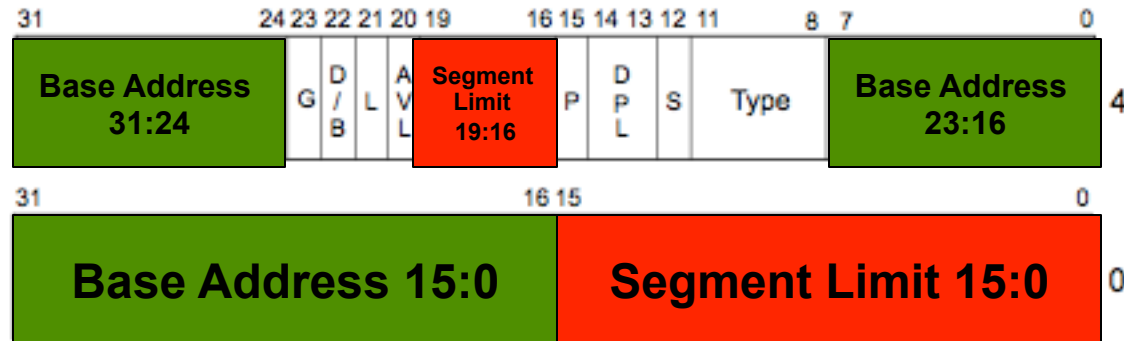 31 24 23 22 21 20 19 16 15 14 13 12 11 8 7 0
Base Address
31:24
G
D
/
B
L
A
V
L
Segment
Limit
19:16
P
D
P
L
S
Type
Base Address
23:16
4
31 16 15 0
Base Address 15:0
Segment Limit 15:0
0